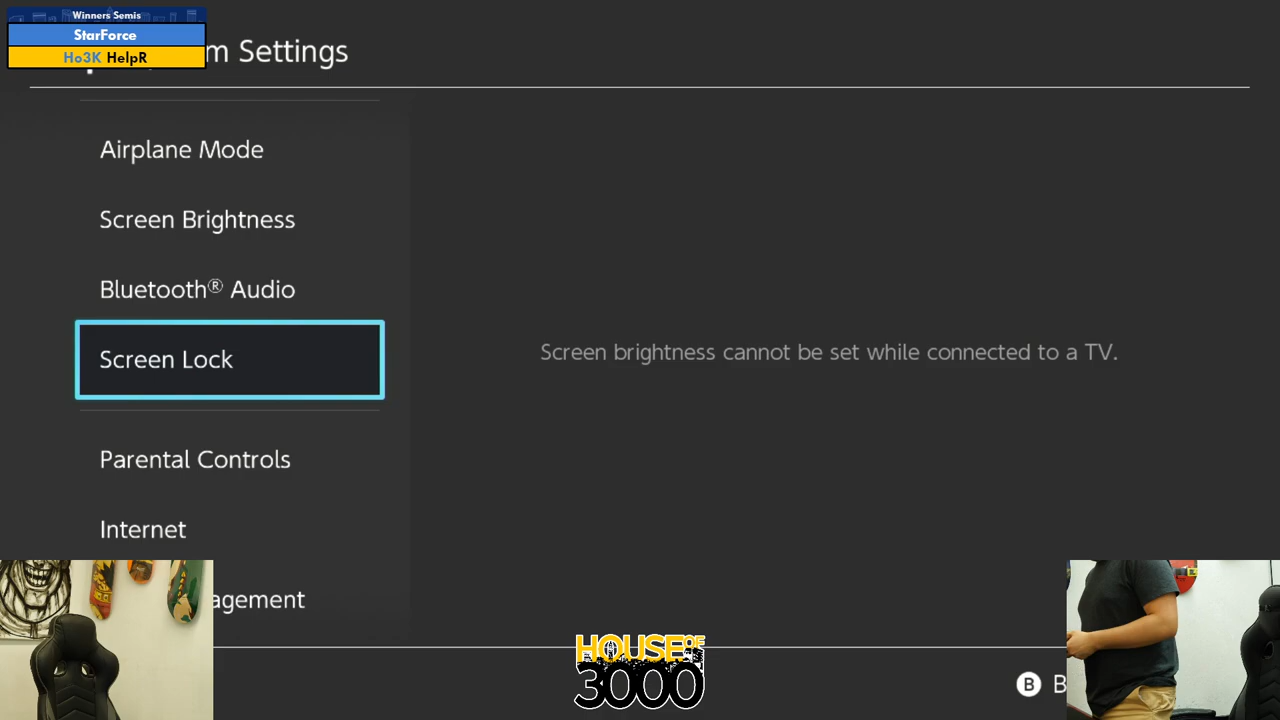 Winners Semis
StarForce
Ho3K HelpR
m Settings
Airplane Mode
Screen Brightness
Bluetooth® Audio
Screen Lock
Screen brightness cannot be set while connected to a TV.
Parental Controls
Internet
agement
HOUSE OF
3000
B B